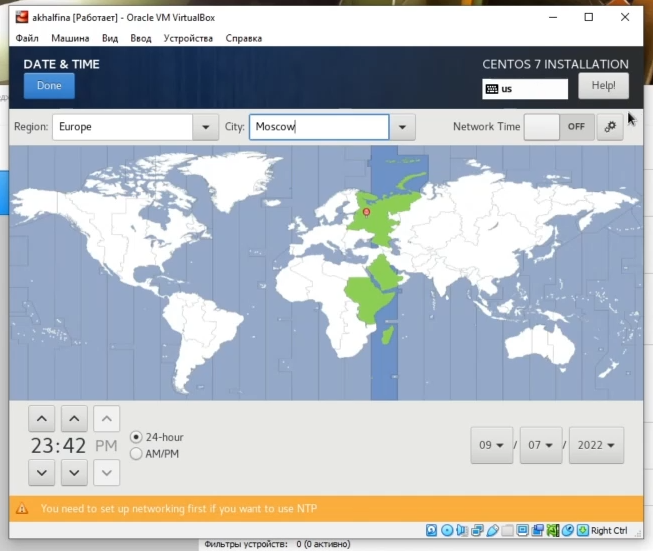 akhalfina [Работает] - Oracle VM VirtualBox
Файл Машина Вид Ввод Устройства Справка
DATE & TIME
CENTOS 7 INSTALLATION
Done
us
Help!
Region: Europe City: Moscow Network Time OFF
23:42 PM
24-hour
AM/PM
09 / 07 / 2022
You need to set up networking first if you want to use NTP
Right Ctrl
Фильтры устройств: 0 (0 активно)